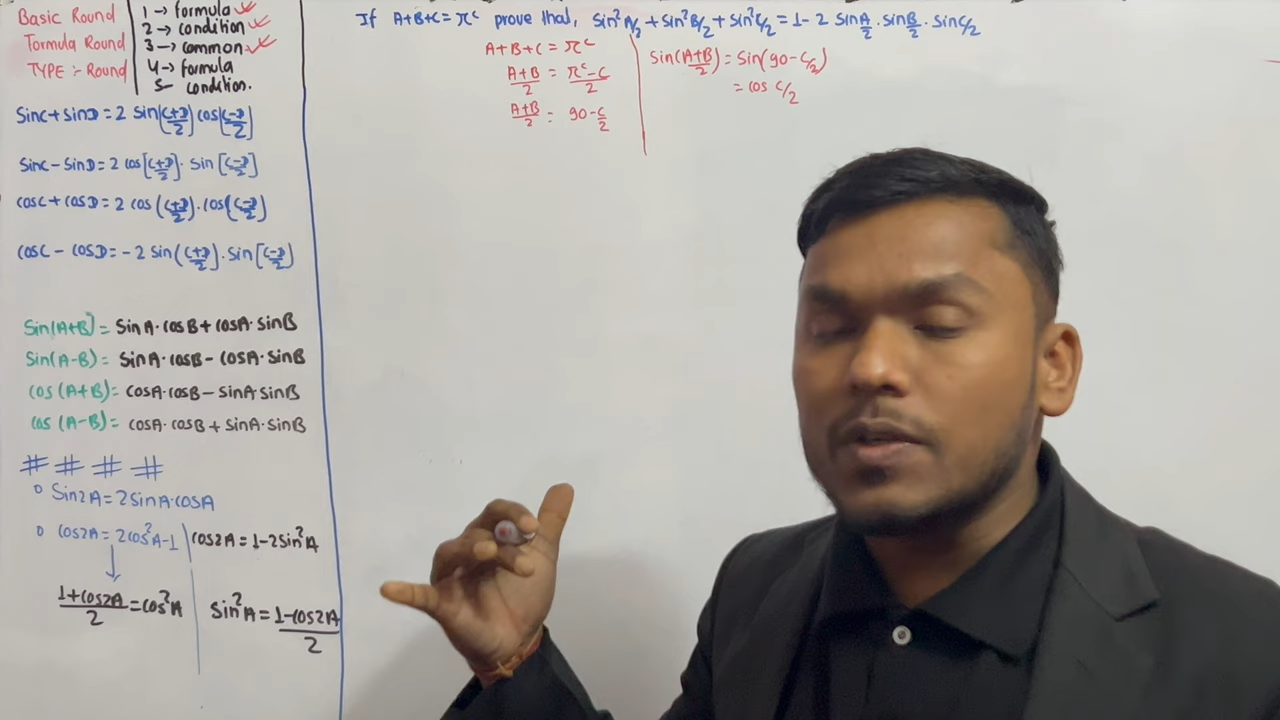 Basic Round
Formula Round
TYPE :- Round
1 → formula ✓
2 → condition ✓
3 → common ✓
4 → formula
5- condition.
SinC + SinD = 2 Sin(C+D/2) cos(C-D/2)
SinC - SinD = 2 cos[C+D/2] · Sin [C-D/2]
cosC + cosD = 2 cos (C+D/2) · cos(C-D/2)
cosC - cosD = - 2 Sin(C+D/2) · Sin[C-D/2]
Sin(A+B) = SinA·cosB + cosA·SinB
Sin(A-B) = SinA·cosB - cosA·SinB
cos (A+B) = cosA·cosB - SinA·SinB
cos (A-B) = cosA·cosB + SinA·SinB
# # # #
○ Sin2A = 2SinA·cosA
○ cos2A = 2cos²A-1
cos2A = 1-2Sin²A
↓
1+cos2A/2 = cos²A
Sin²A = 1-cos2A/2
If A+B+C = πᶜ prove that, Sin²A/2 + Sin²B/2 + Sin²C/2 = 1- 2 SinA/2 · SinB/2 · SinC/2
A+B+C = πᶜ
A+B/2 = πᶜ-C/2
A+B/2 = 90-C/2
Sin(A+B/2) = Sin(90-C/2)
= cos C/2